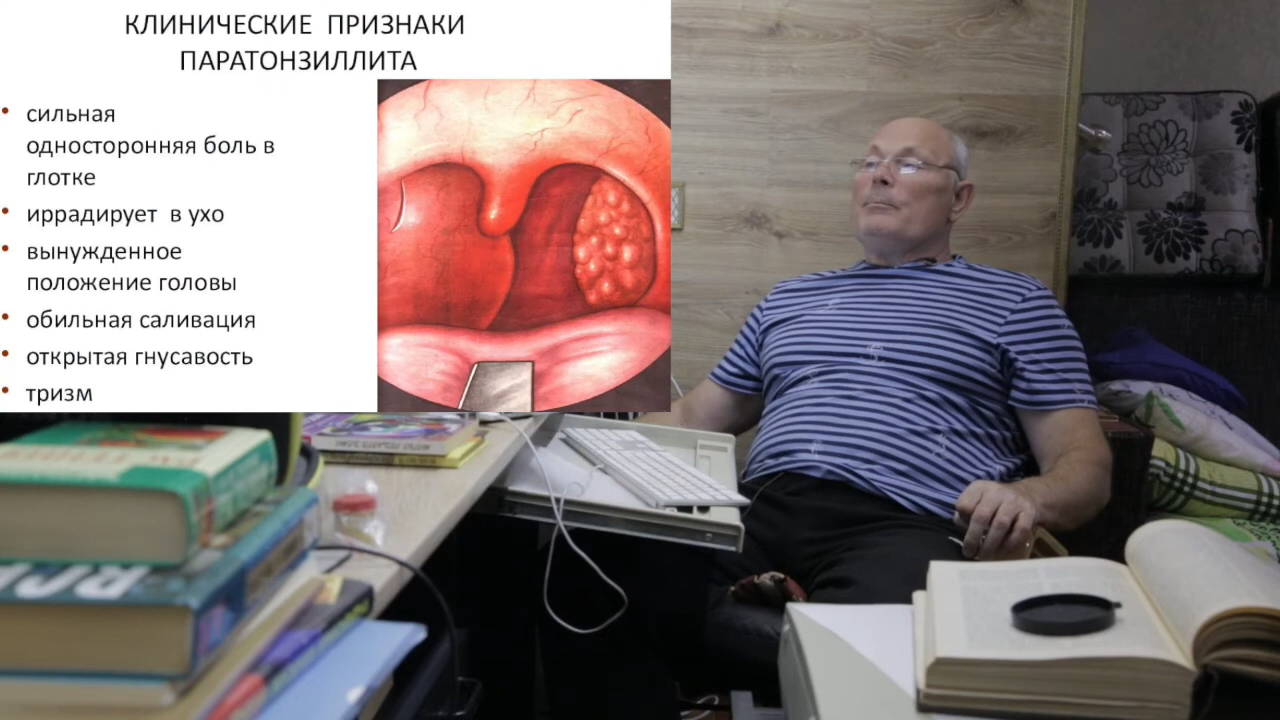 КЛИНИЧЕСКИЕ ПРИЗНАКИ
ПАРАТОНЗИЛЛИТА
• сильная
односторонняя боль в
глотке
• иррадирует в ухо
• вынужденное
положение головы
• обильная саливация
• открытая гнусавость
• тризм